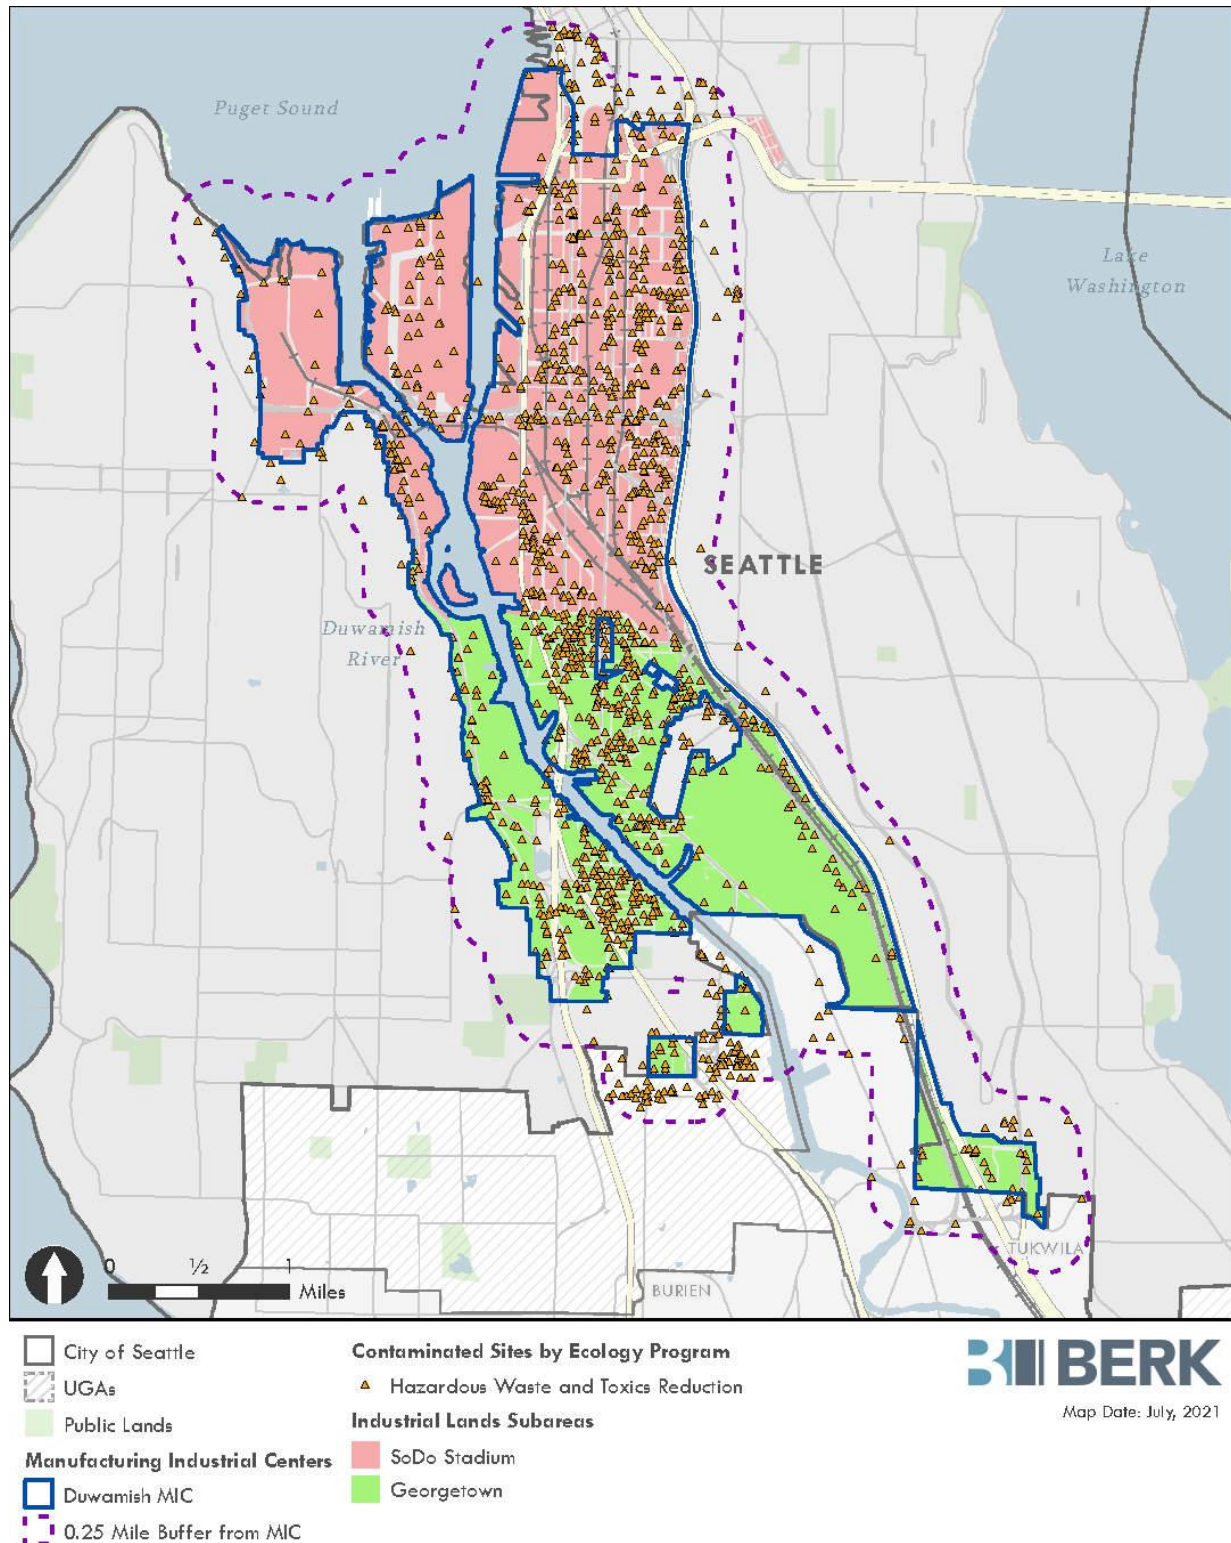 Puget Sound
Lake
Washington
SEATTLE
Duwamish
River
TUKWILA
BURIEN
0 ½ 1
Miles
City of Seattle
UGAs
Public Lands
Manufacturing Industrial Centers
Duwamish MIC
0.25 Mile Buffer from MIC
Contaminated Sites by Ecology Program
Hazardous Waste and Toxics Reduction
Industrial Lands Subareas
SoDo Stadium
Georgetown
BERK
Map Date: July, 2021